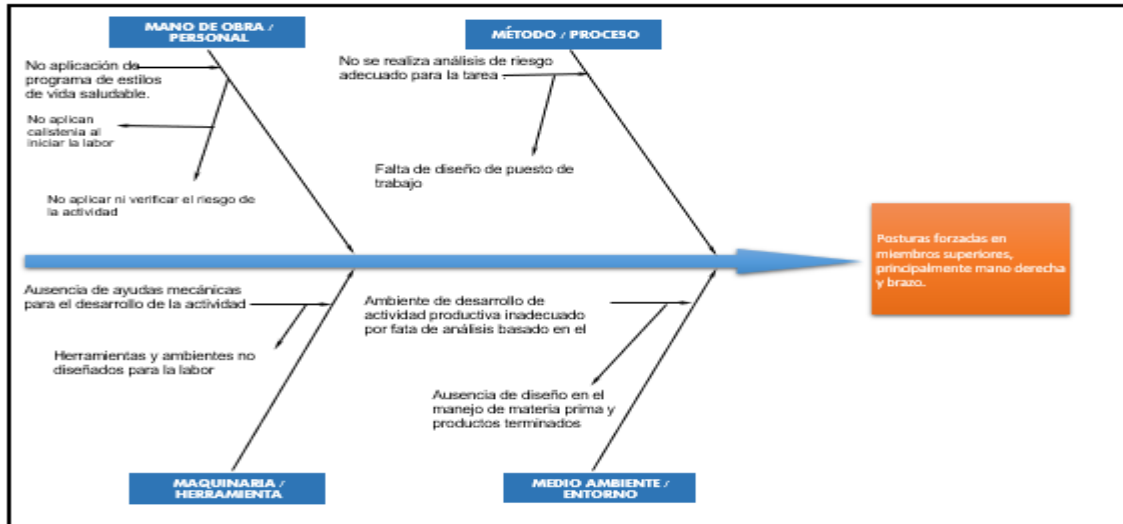 MANO DE OBRA /
PERSONAL
MÉTODO / PROCESO
No aplicación de
programa de estilos
de vida saludable.
No aplican
calistenia al
iniciar la labor
No aplicar ni verificar el riesgo de
la actividad
No se realiza análisis de riesgo
adecuado para la tarea .
Falta de diseño de puesto de
trabajo
Posturas forzadas en
miembros superiores,
principalmente mano derecha
y brazo.
Ausencia de ayudas mecánicas
para el desarrollo de la actividad
Herramientas y ambientes no
diseñados para la labor
Ambiente de desarrollo de
actividad productiva inadecuado
por fata de análisis basado en el
Ausencia de diseño en el
manejo de materia prima y
productos terminados
MAQUINARIA /
HERRAMIENTA
MEDIO AMBIENTE /
ENTORNO